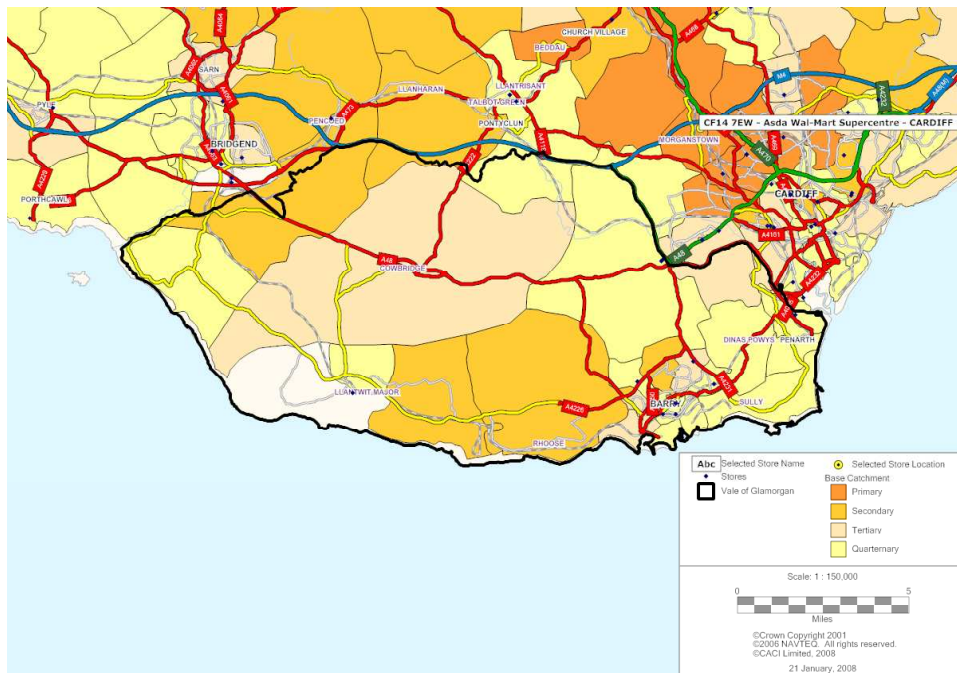 A4064
A468
CHURCH VILLAGE
BEDDAU
SARN
M4
A4232
A48(M)
LLANTRISANT
LLANHARAN
A473
PYLE
TALBOT GREEN
PENCOED
PONTYCLUN
CF14 7EW - Asda Wal-Mart Supercentre - CARDIFF
A4119
MORGANSTOWN
A469
A470
BRIDGEND
A4222
CARDIFF
PORTHCAWL
A4161
A48
A48
COWBRIDGE
A4232
DINAS POWYS
PENARTH
LLANTWIT MAJOR
A4231
BARRY
SULLY
A4226
RHOOSE
Abc Selected Store Name
Stores
Vale of Glamorgan
Selected Store Location
Base Catchment
Primary
Secondary
Tertiary
Quarternary
Scale: 1 : 150,000
0 5
Miles
©Crown Copyright 2001
©2006 NAVTEQ. All rights reserved.
©CACI Limited, 2008
21 January, 2008